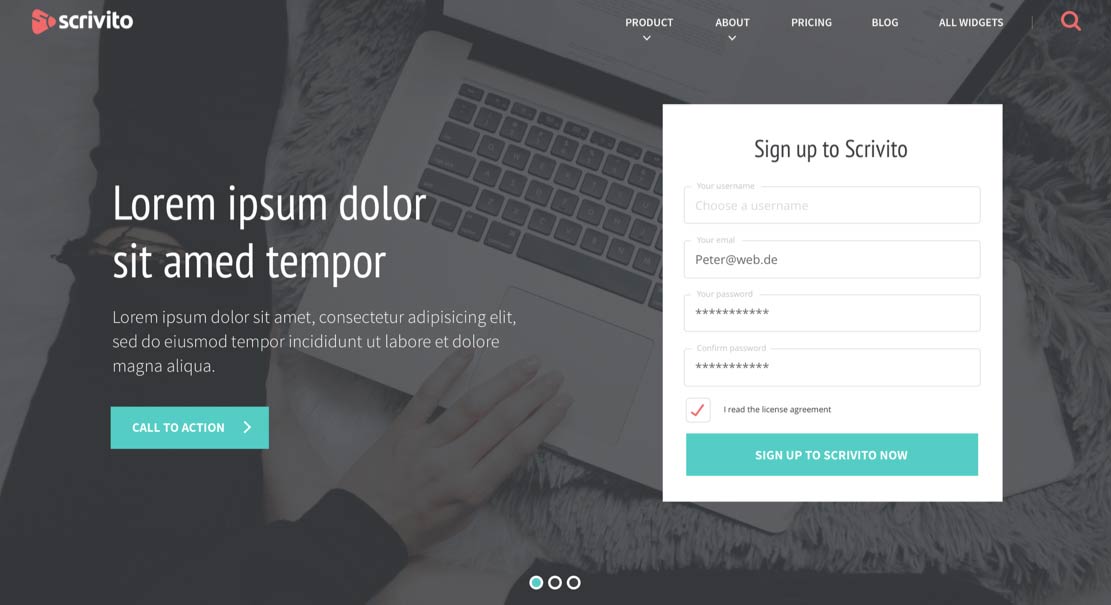 scrivito
PRODUCT
ABOUT
PRICING
BLOG
ALL WIDGETS
Lorem ipsum dolor
sit amed tempor
Lorem ipsum dolor sit amet, consectetur adipisicing elit,
sed do eiusmod tempor incididunt ut labore et dolore
magna aliqua.
CALL TO ACTION
Sign up to Scrivito
Your username
Choose a username
Your emal
Peter@web.de
Your password
***********
Confirm password
***********
I read the license agreement
SIGN UP TO SCRIVITO NOW